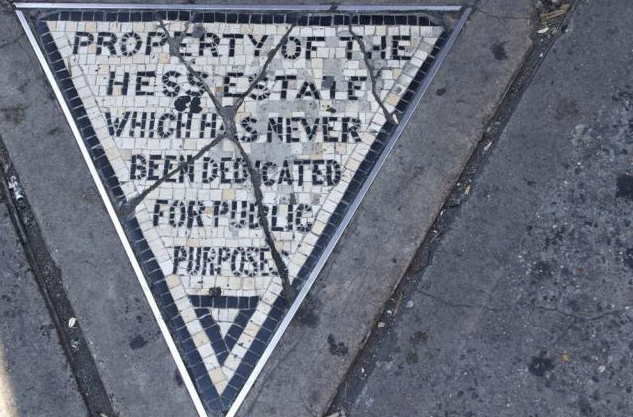 PROPERTY OF THE
HESS ESTATE
WHICH HAS NEVER
BEEN DEDICATED
FOR PUBLIC
PURPOSES